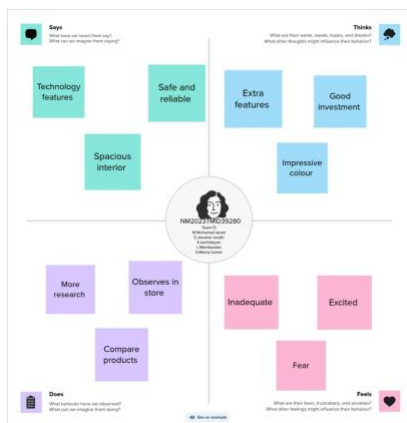 Says
What have we heard them say?
What can we imagine them saying?
Thinks
What are their wants, needs, hopes, and dreams?
What other thoughts might influence their behavior?
Technology
features
Safe and
reliable
Spacious
interior
Extra
features
Good
investment
Impressive
colour
NM2023TMID39280
More
research
Observes in
store
Compare
products
Inadequate
Excited
Fear
Does
What behavior have we observed?
What can we imagine them doing?
See an example
Feels
What are their fears, frustrations, and anxieties?
What other feelings might influence their behavior?